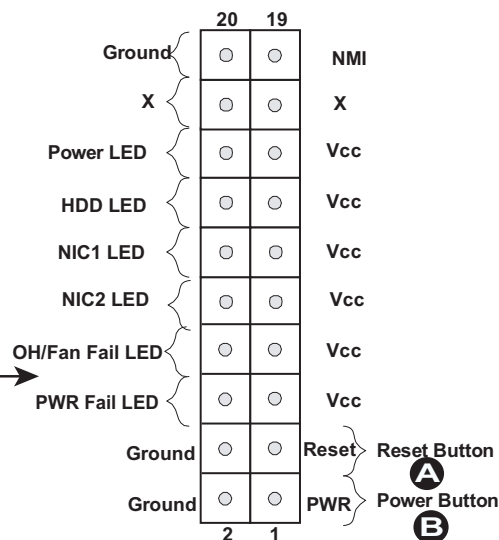 20 19
Ground NMI
X X
Power LED Vcc
HDD LED Vcc
NIC1 LED Vcc
NIC2 LED Vcc
OH/Fan Fail LED Vcc
PWR Fail LED Vcc
Ground Reset Reset Button
A
Ground PWR Power Button
B
2 1